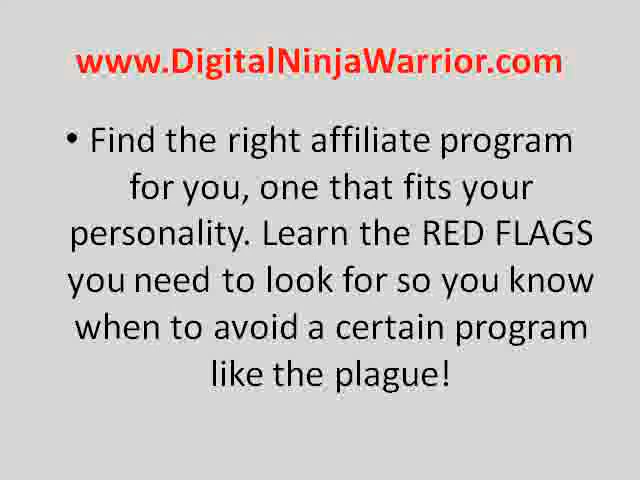 www.DigitalNinjaWarrior.com
• Find the right affiliate program
for you, one that fits your
personality. Learn the RED FLAGS
you need to look for so you know
when to avoid a certain program
like the plague!